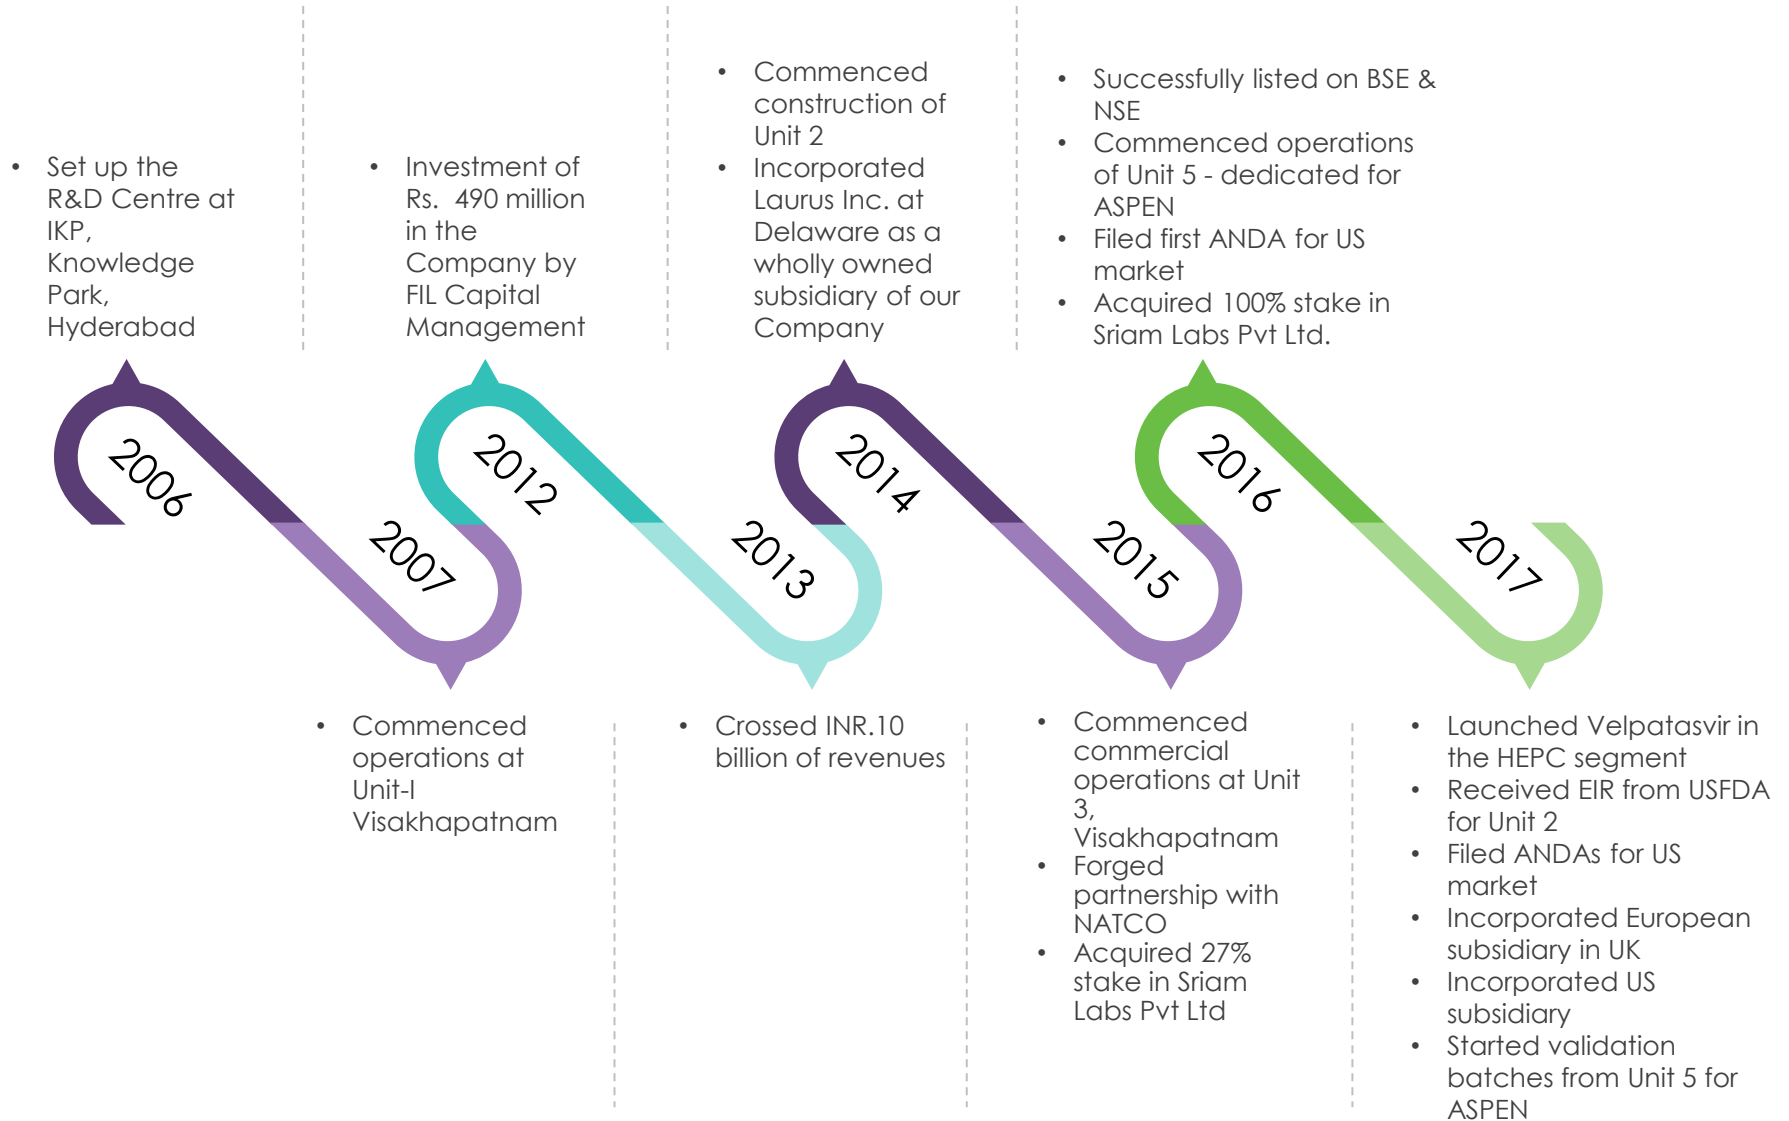 • Set up the
R&D Centre at
IKP,
Knowledge
Park,
Hyderabad
2006
• Commenced
operations at
Unit-I
Visakhapatnam
2007
• Investment of
Rs.  490 million
in the
Company by
FIL Capital
Management
2012
• Crossed INR.10
billion of revenues
2013
• Commenced
construction of
Unit 2
• Incorporated
Laurus Inc. at
Delaware as a
wholly owned
subsidiary of our
Company
2014
• Commenced
commercial
operations at Unit
3,
Visakhapatnam
• Forged
partnership with
NATCO
• Acquired 27%
stake in Sriam
Labs Pvt Ltd
2015
• Successfully listed on BSE &
NSE
• Commenced operations
of Unit 5 - dedicated for
ASPEN
• Filed first ANDA for US
market
• Acquired 100% stake in
Sriam Labs Pvt Ltd.
2016
• Launched Velpatasvir in
the HEPC segment
• Received EIR from USFDA
for Unit 2
• Filed ANDAs for US
market
• Incorporated European
subsidiary in UK
• Incorporated US
subsidiary
• Started validation
batches from Unit 5 for
ASPEN
2017